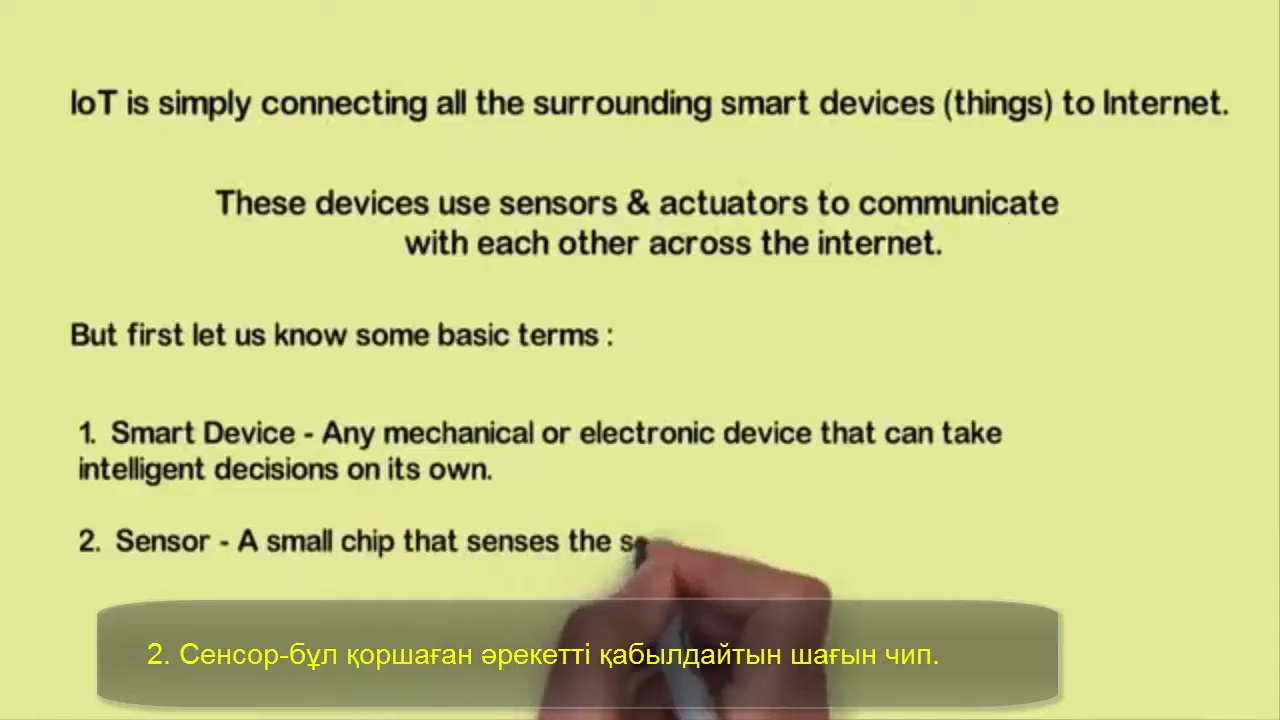 IoT is simply connecting all the surrounding smart devices (things) to Internet.
These devices use sensors & actuators to communicate
with each other across the internet.
But first let us know some basic terms :
1. Smart Device - Any mechanical or electronic device that can take
intelligent decisions on its own.
2. Sensor - A small chip that senses the s
2. Сенсор-бұл қоршаған әрекетті қабылдайтын шағын чип.